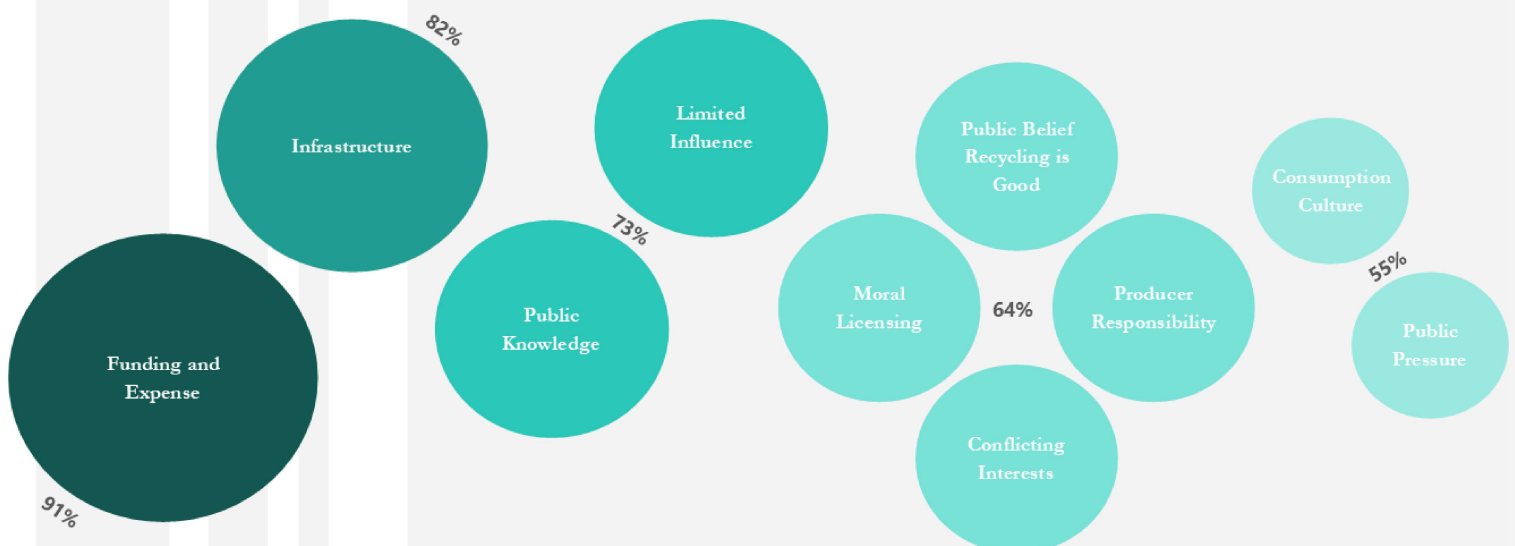 82%
Infrastructure
Limited
Influence
Public Belief
Recycling is
Good
Consumption
Culture
73%
55%
Funding and
Expense
Public
Knowledge
Moral
Licensing
64%
Producer
Responsibility
Public
Pressure
Conflicting
Interests
91%